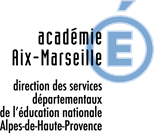 académie
Aix-Marseille
É
direction des services
départementaux
de l'éducation nationale
Alpes-de-Haute-Provence